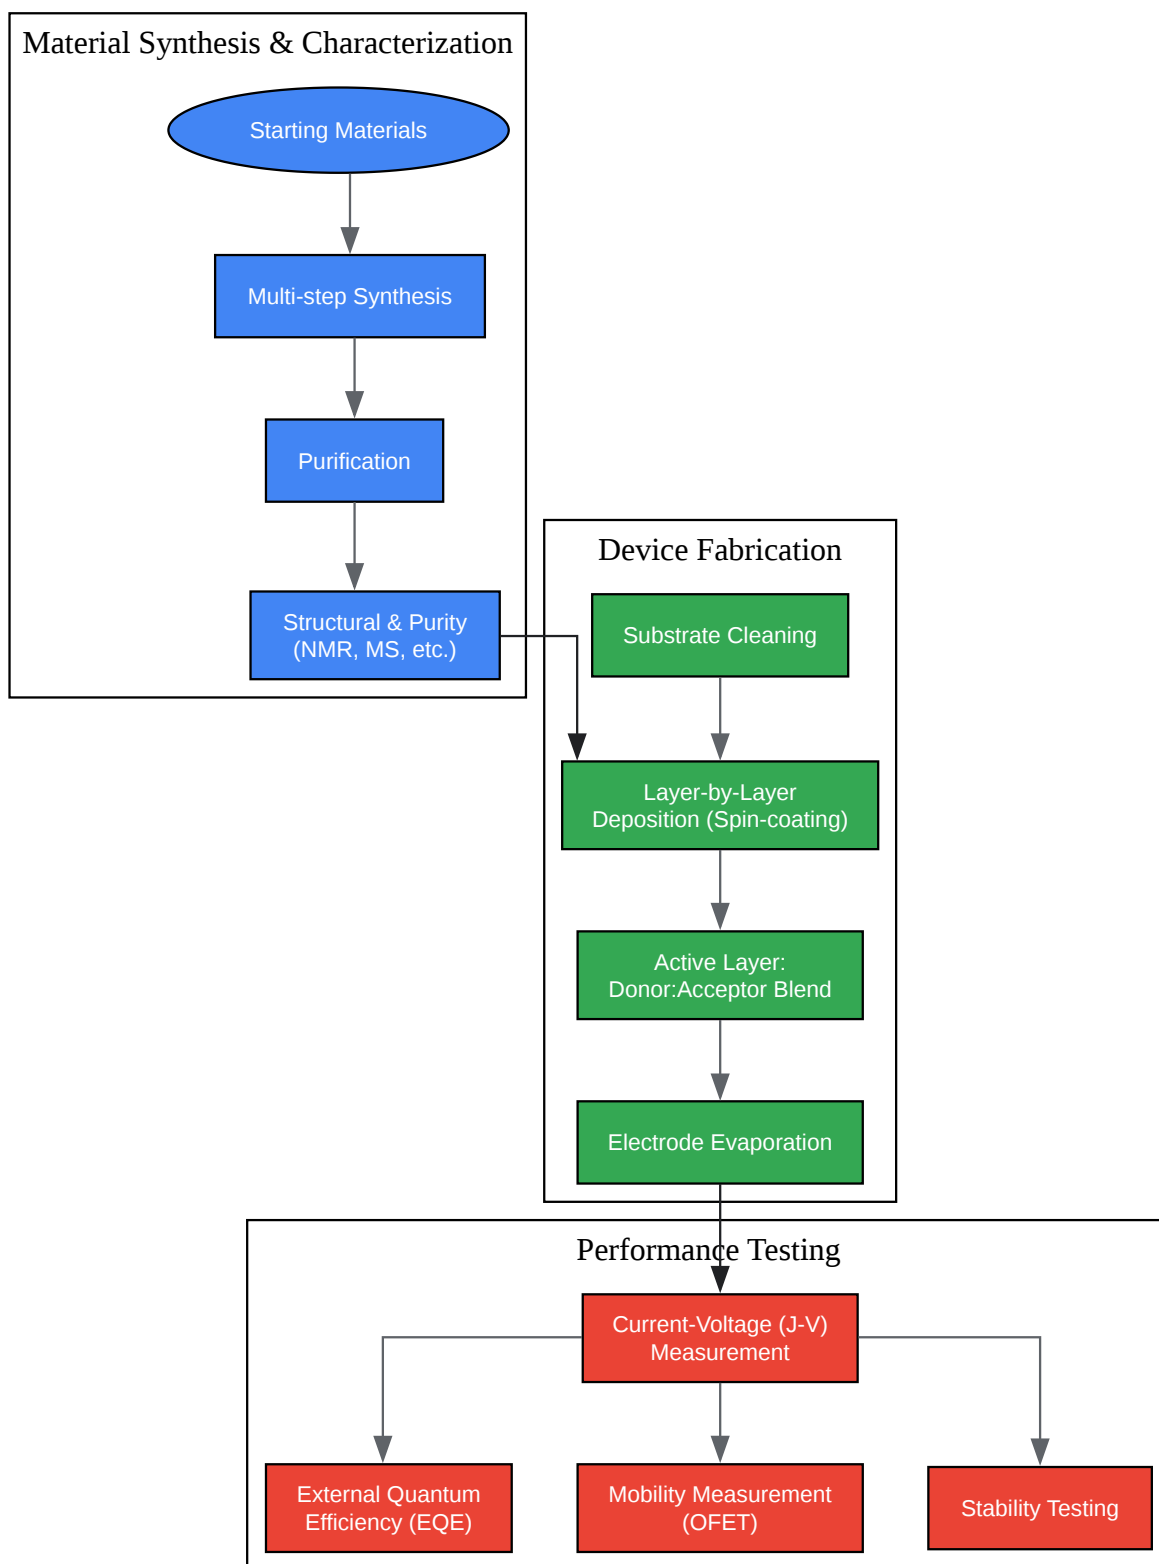 Material Synthesis & Characterization
Starting Materials
Multi-step Synthesis
Purification
Structural & Purity
(NMR, MS, etc.)
Device Fabrication
Substrate Cleaning
Layer-by-Layer
Deposition (Spin-coating)
Active Layer:
Donor:Acceptor Blend
Electrode Evaporation
Performance Testing
Current-Voltage (J-V)
Measurement
External Quantum
Efficiency (EQE)
Mobility Measurement
(OFET)
Stability Testing